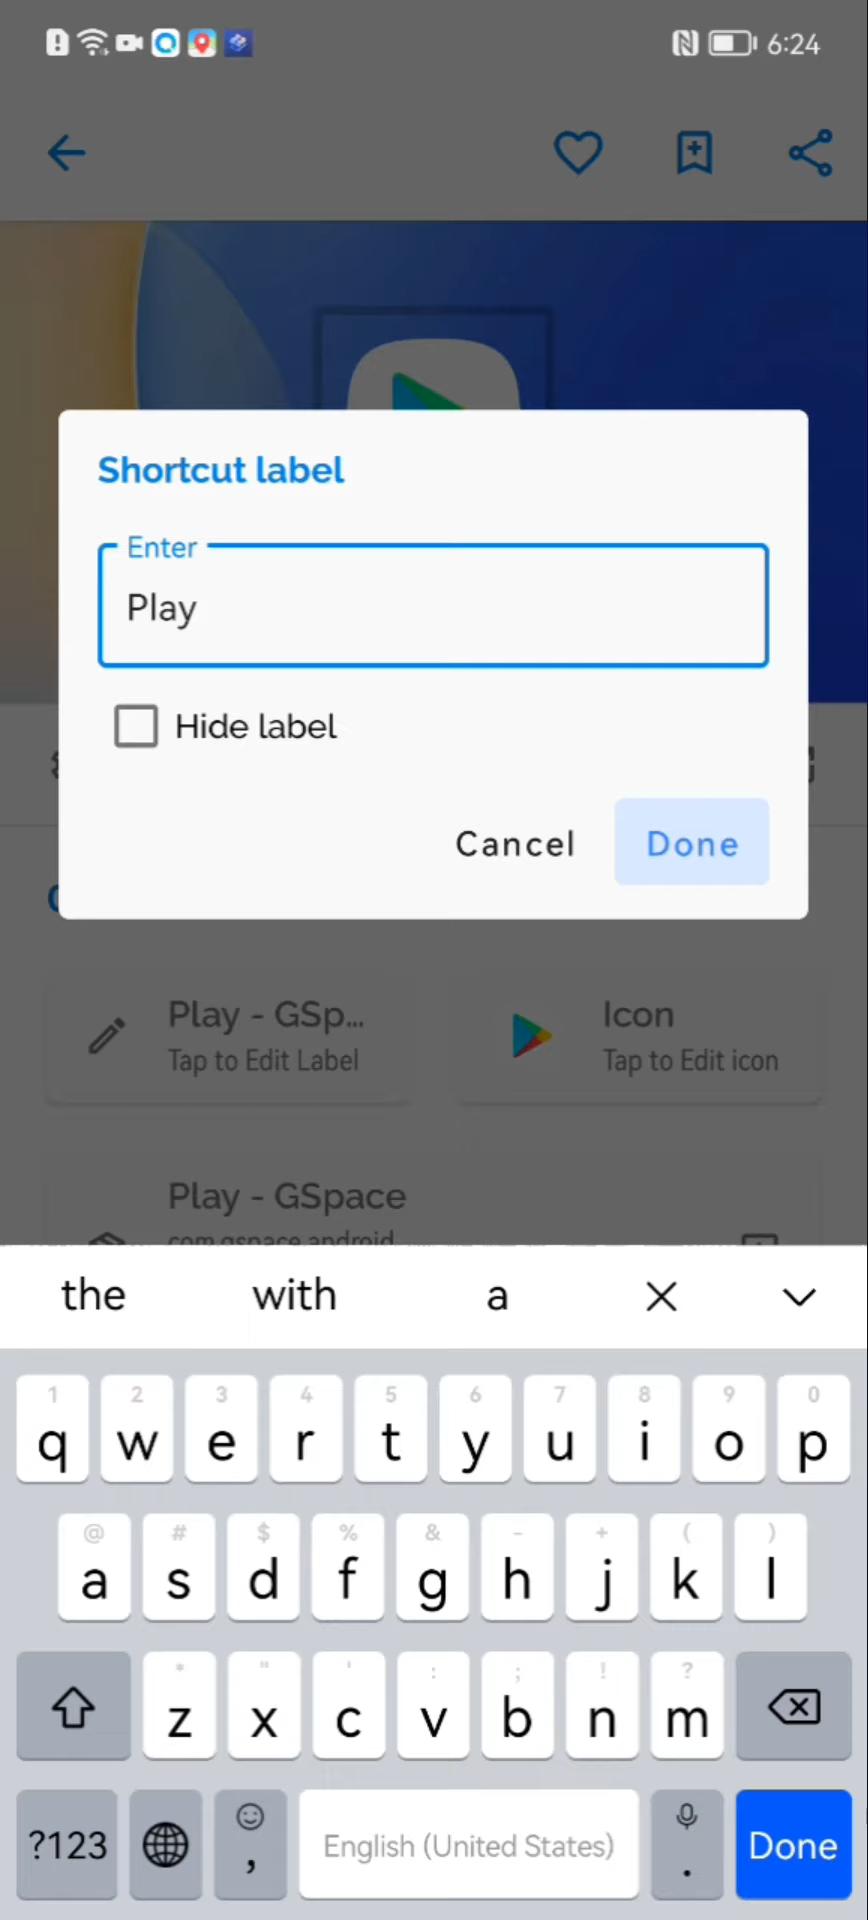 6:24
Shortcut label
Enter
Play
Hide label
Cancel Done
Play - GSp... Icon
Tap to Edit Label Tap to Edit icon
Play - GSpace
com.gspace.android
the with a
1 2 3 4 5 6 7 8 9 0
q w e r t y u i o p
@ # $ % & - + ( )
a s d f g h j k l
* " ' : ; ! ?
z x c v b n m
?123 , English (United States) . Done